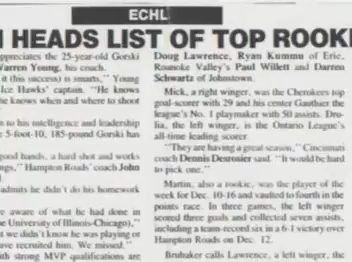 ECHL
HEADS LIST OF TOP ROOKI
appreciates the 25-year-old Gorski
Warren Young, his coach.
it (his success) is smarts," Young
Ice Hawks' captain. "He knows
he knows when and where to shoot
to his intelligence and leadership
5-foot-10, 185-pound Gorski has
good hands, a hard shot and works
ngs," Hampton Roads' coach John
admits he didn't do his homework
aware of what he had done in
e University of Illinois-Chicago),"
t we didn't know he was playing or
ave recruited him. We missed."
ith strong MVP qualifications are
Doug Lawrence, Ryan Kummu of Erie,
Roanoke Valley's Paul Willett and Darren
Schwartz of Johnstown.
Mick, a right winger, was the Cherokees top
goal-scorer with 29 and his center Gauthier the
league's No. 1 playmaker with 50 assists. Dru-
lia, the left winger, is the Ontario League's
all-time leading scorer.
"They are having a great season," Cincinnati
coach Dennis Desrosier said. "It would be hard
to pick one."
Martin, also a rookie, was the player of the
week for Dec. 10-16 and vaulted to fourth in the
points race. In three games, the left winger
scored three goals and collected seven assists,
including a team-record six in a 6-1 victory over
Hampton Roads on Dec. 12.
Brubaker calls Lawrence, a left winger, the